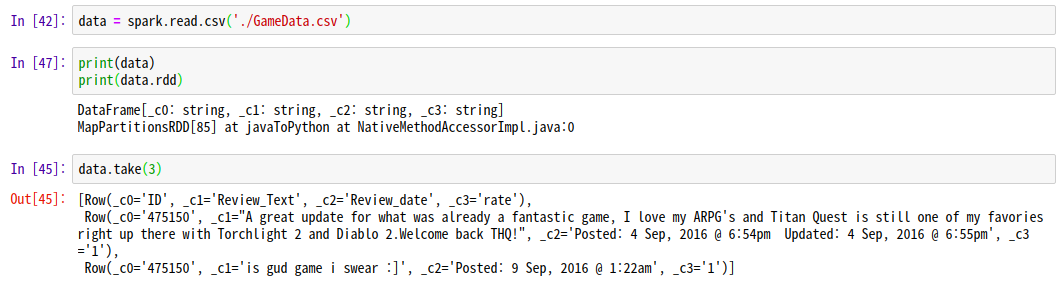 In [42]: data = spark.read.csv('./GameData.csv')
In [47]: print(data)
print(data.rdd)
DataFrame[_c0: string, _c1: string, _c2: string, _c3: string]
MapPartitionsRDD[85] at javaToPython at NativeMethodAccessorImpl.java:0
In [45]: data.take(3)
Out[45]: [Row(_c0='ID', _c1='Review_Text', _c2='Review_date', _c3='rate'),
Row(_c0='475150', _c1="A great update for what was already a fantastic game, I love my ARPG's and Titan Quest is still one of my favories
right up there with Torchlight 2 and Diablo 2.Welcome back THQ!", _c2='Posted: 4 Sep, 2016 @ 6:54pm  Updated: 4 Sep, 2016 @ 6:55pm', _c3
='1'),
Row(_c0='475150', _c1='is gud game i swear :]', _c2='Posted: 9 Sep, 2016 @ 1:22am', _c3='1')]